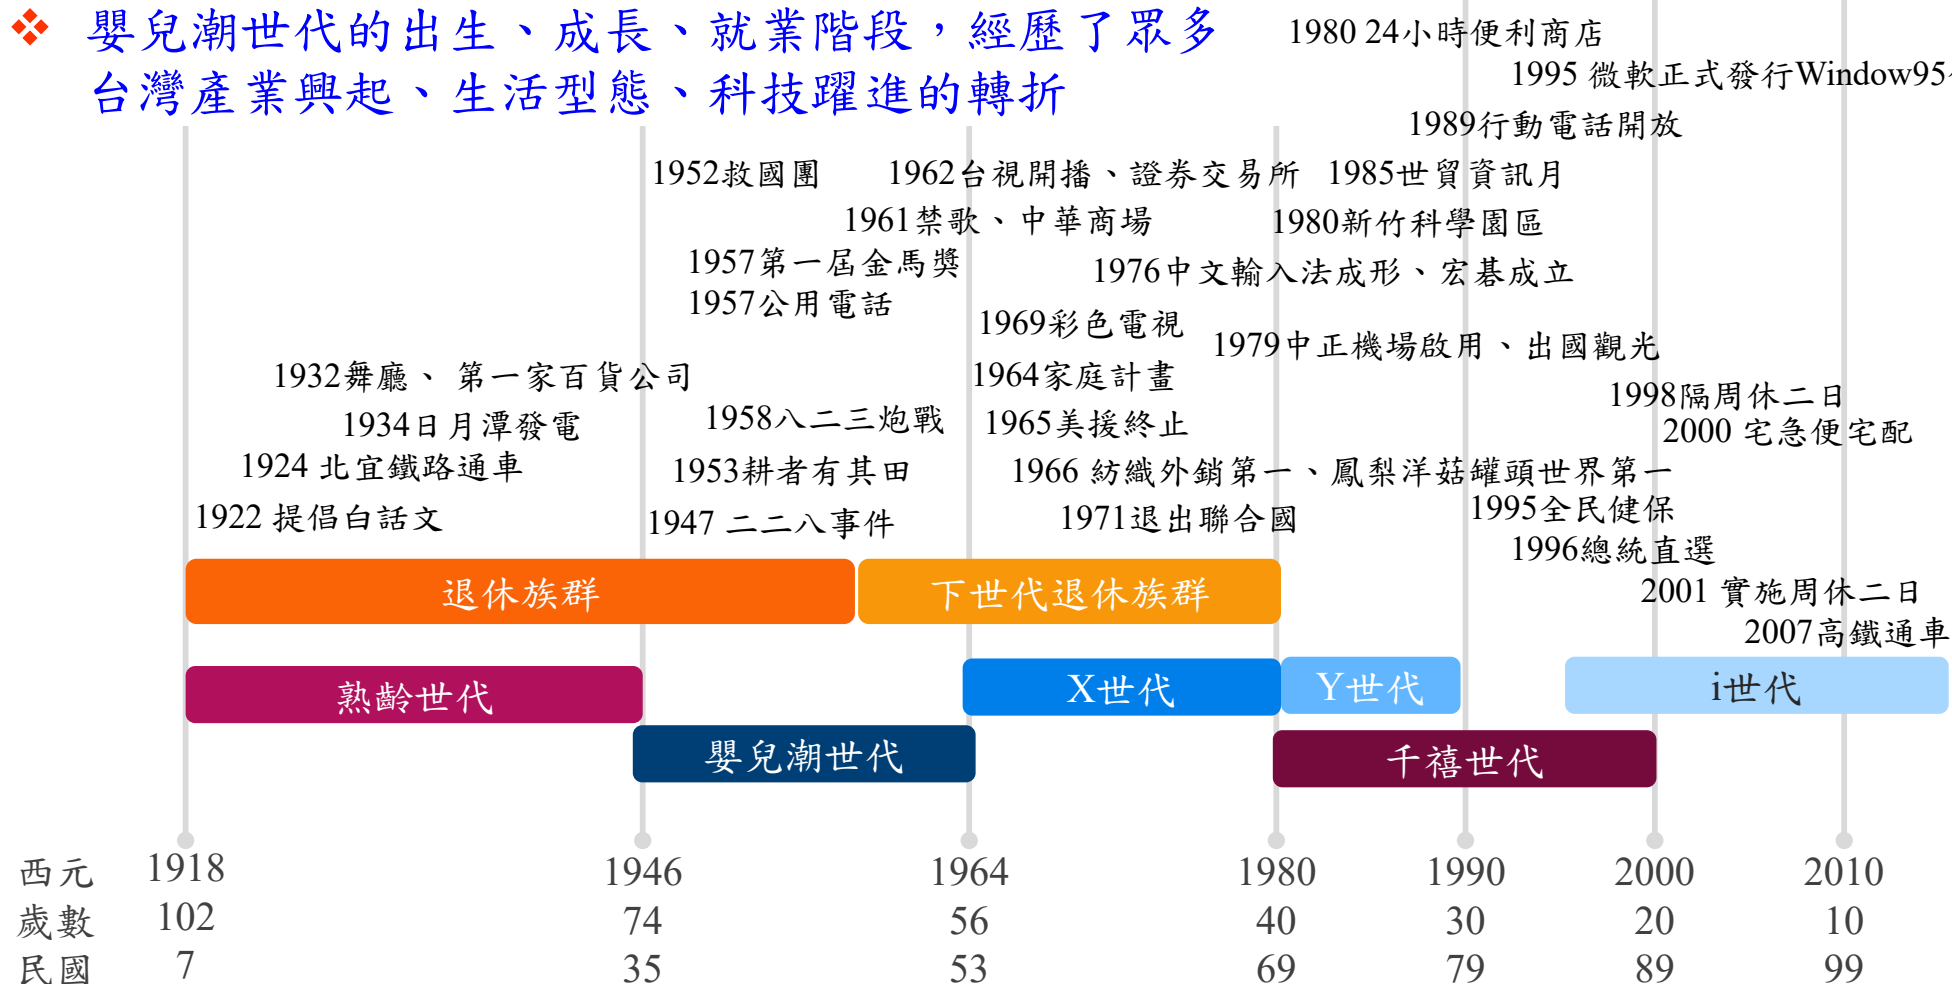 ❖ 嬰兒潮世代的出生、成長、就業階段，經歷了眾多
台灣產業興起、生活型態、科技躍進的轉折
1980 24小時便利商店
1995 微軟正式發行Window95
1989行動電話開放
1952救國團
1962台視開播、證券交易所
1985世貿資訊月
1961禁歌、中華商場
1980新竹科學園區
1957第一屆金馬獎
1976中文輸入法成形、宏碁成立
1957公用電話
1969彩色電視
1979中正機場啟用、出國觀光
1932舞廳、 第一家百貨公司
1964家庭計畫
1998隔周休二日
1934日月潭發電
1958八二三炮戰
1965美援終止
2000 宅急便宅配
1924 北宜鐵路通車
1953耕者有其田
1966 紡織外銷第一、鳳梨洋菇罐頭世界第一
1922 提倡白話文
1947 二二八事件
1971退出聯合國
1995全民健保
1996總統直選
2001 實施周休二日
2007高鐵通車
退休族群
下世代退休族群
熟齡世代
X世代
Y世代
i世代
嬰兒潮世代
千禧世代
西元 1918 1946 1964 1980 1990 2000 2010
歲數 102 74 56 40 30 20 10
民國 7 35 53 69 79 89 99